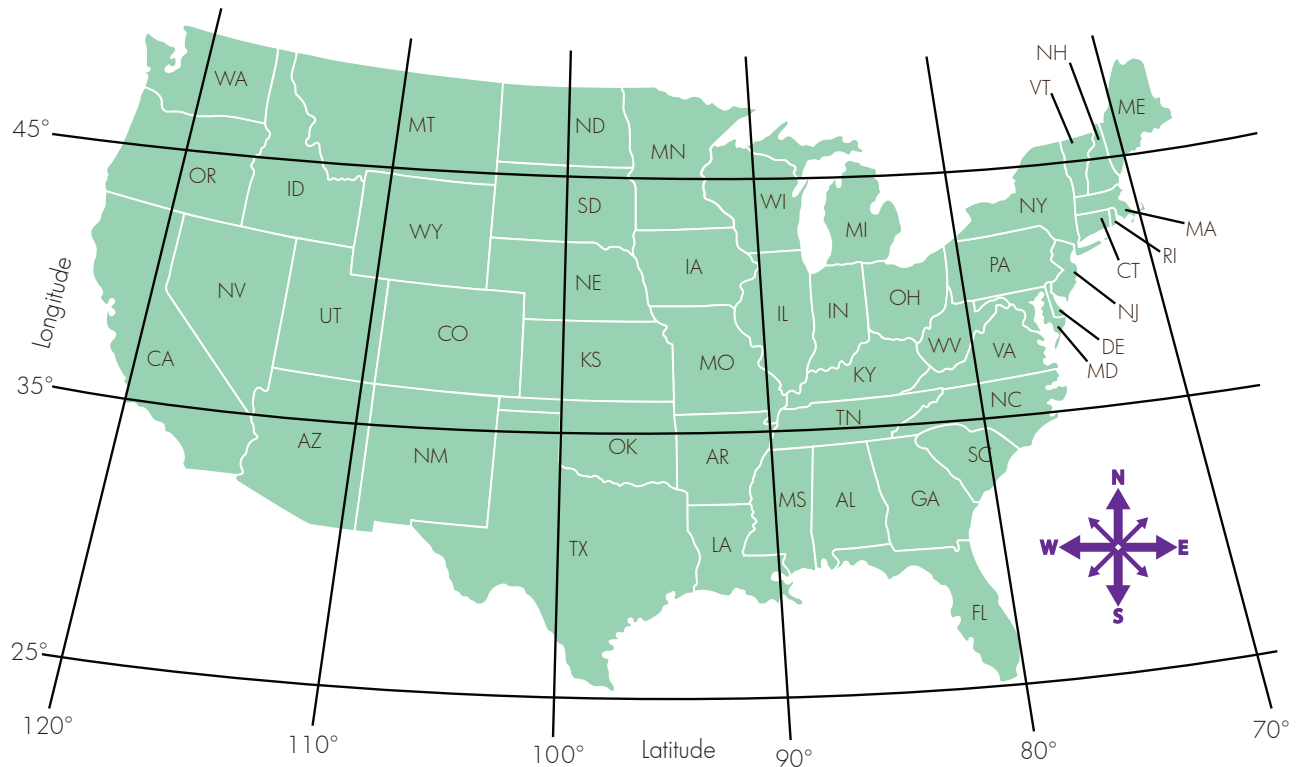 NH
WA
VT
ME
MT
ND
45°
MN
OR
ID
SD
WI
NY
MI
MA
WY
RI
IA
PA
CT
NE
NV
OH
IN
NJ
UT
IL
CO
WV
VA
DE
Longitude
CA
KS
MO
MD
KY
35°
NC
TN
AZ
OK
NM
AR
SC
N
MS
AL
GA
TX
LA
W
E
FL
S
25°
120°
110°
100°
Latitude
90°
80°
70°